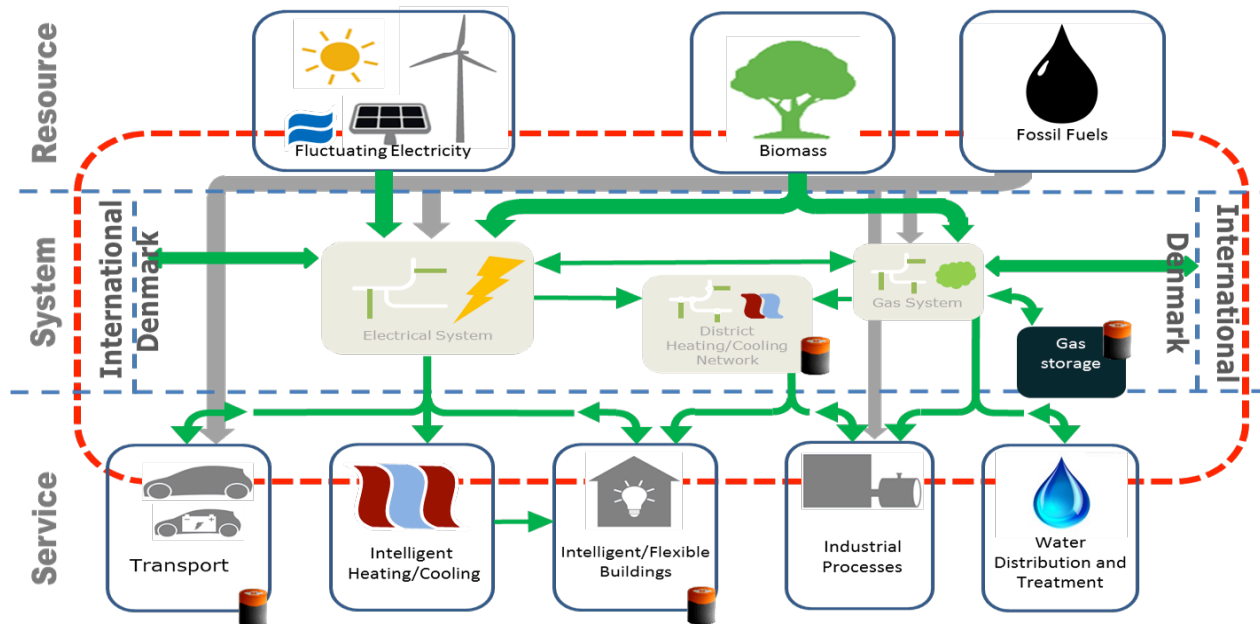 Resource
Fluctuating Electricity
Biomass
Fossil Fuels
System
International
Denmark
Electrical System
District
Heating/Cooling
Network
Gas System
Gas
storage
Denmark
International
Service
Transport
Intelligent
Heating/Cooling
Intelligent/Flexible
Buildings
Industrial
Processes
Water
Distribution and
Treatment